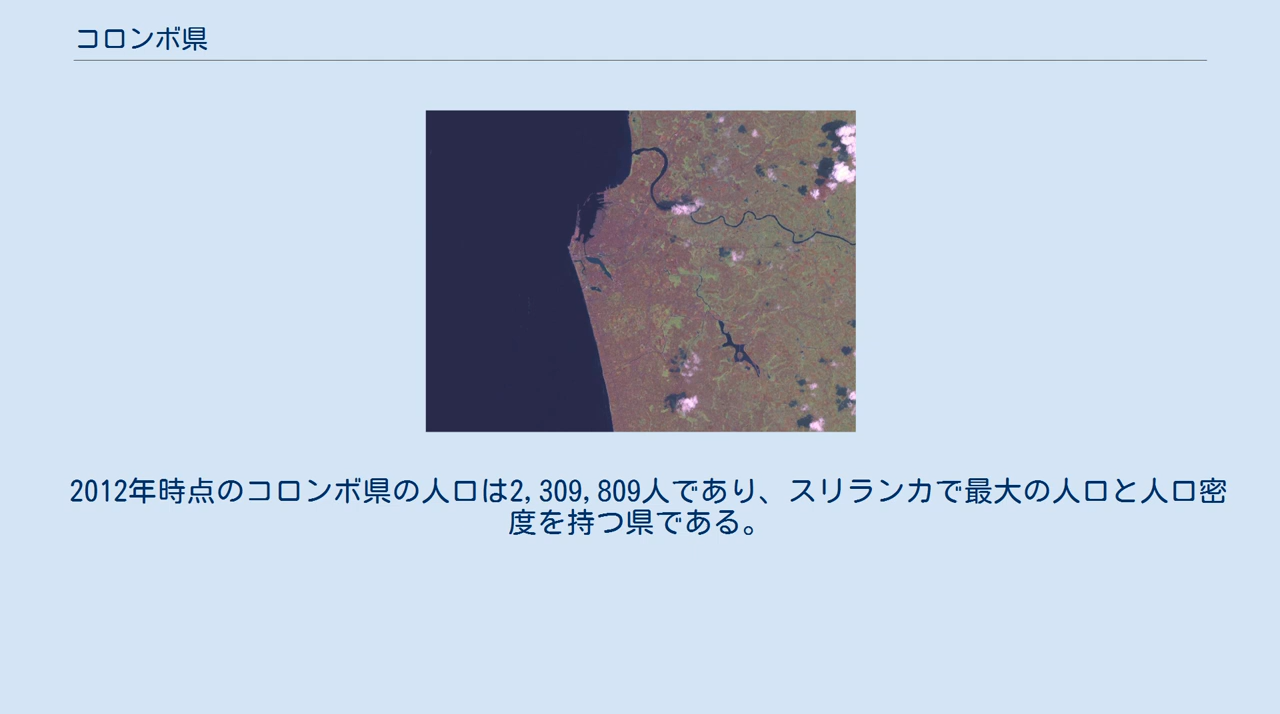 コロンボ県
2012年時点のコロンボ県の人口は2,309,809人であり、スリランカで最大の人口と人口密
度を持つ県である。